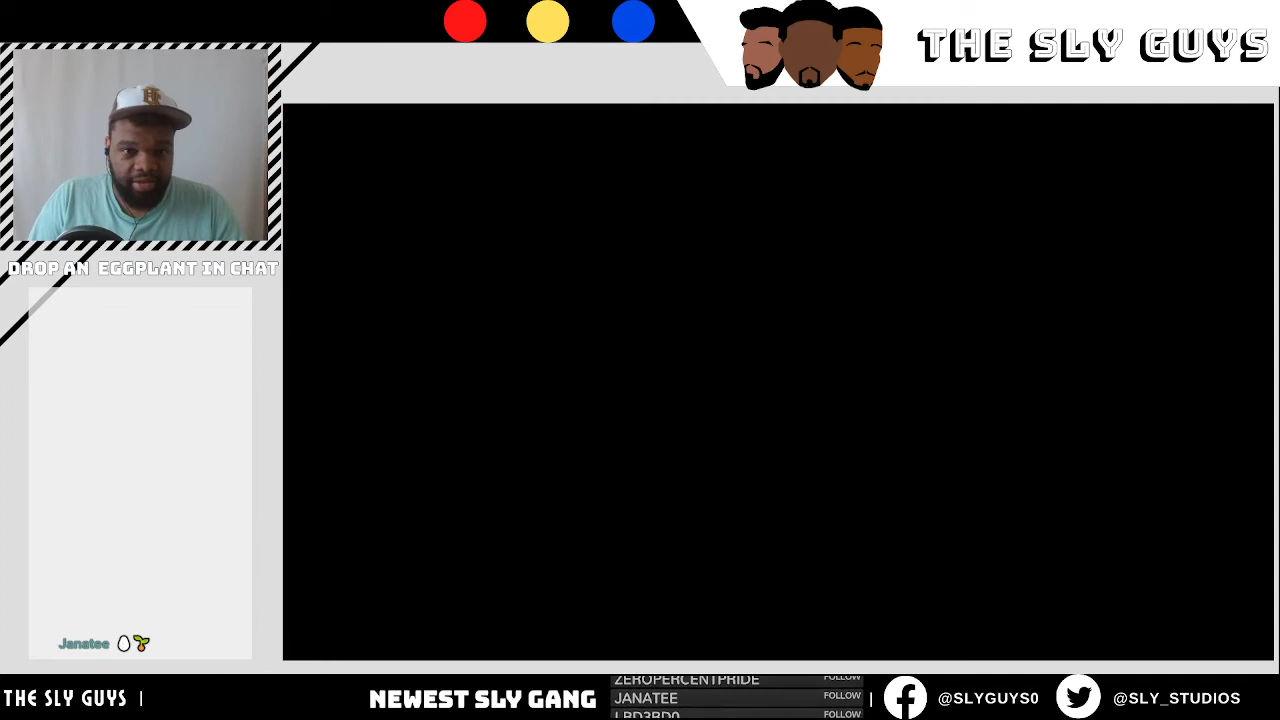 THE SLY GUYS
DROP AN EGGPLANT IN CHAT
Janatee
THE SLY GUYS |
NEWEST SLY GANG
ZEROPERCENTPRIDE FOLLOW
JANATEE FOLLOW
LBD3BD0 FOLLOW
| @SLYGUYS0
@SLY_STUDIOS